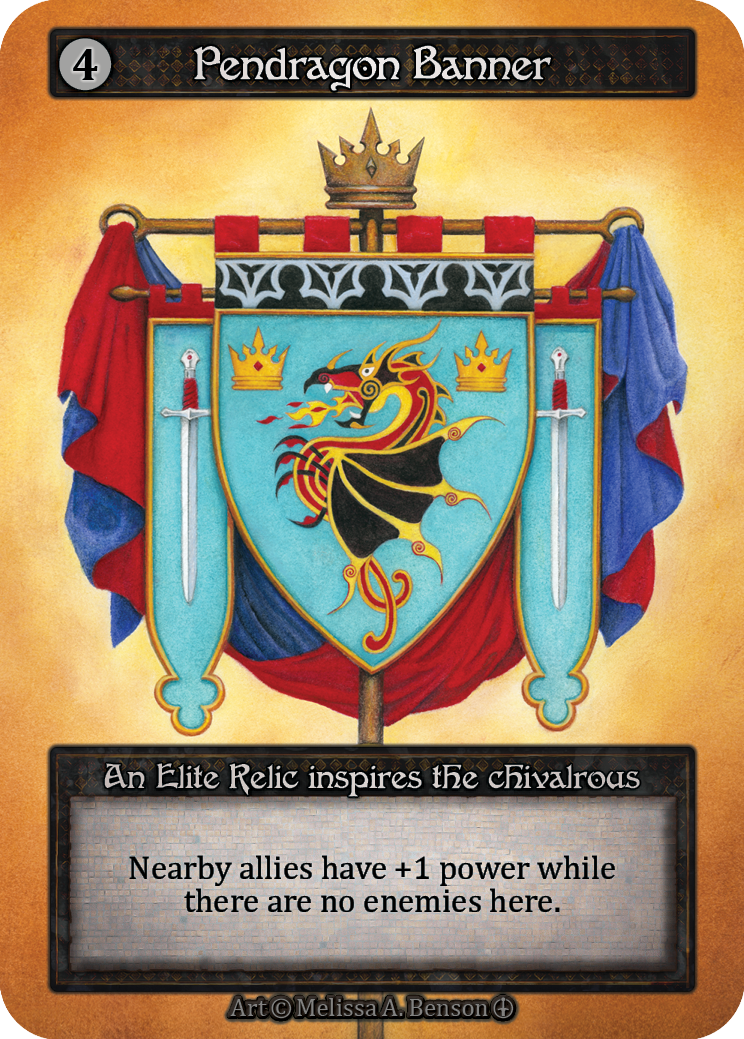 4
Pendragon Banner
An Elite Relic inspires the chivalrous
Nearby allies have +1 power while
there are no enemies here.
Art © Melissa A. Benson